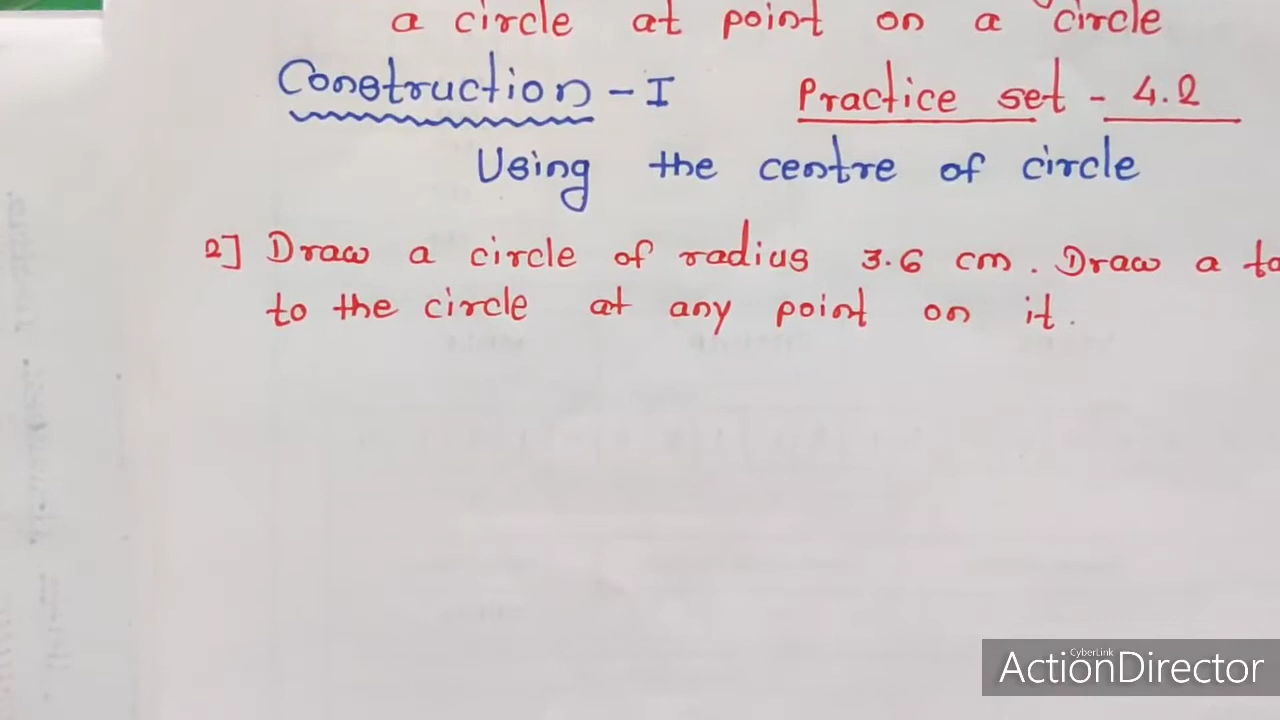 a circle at point on a circle
Construction - I Practice set - 4.2
Using the centre of circle
2] Draw a circle of radius 3.6 cm. Draw a
to the circle at any point on it.
CyberLink
ActionDirector